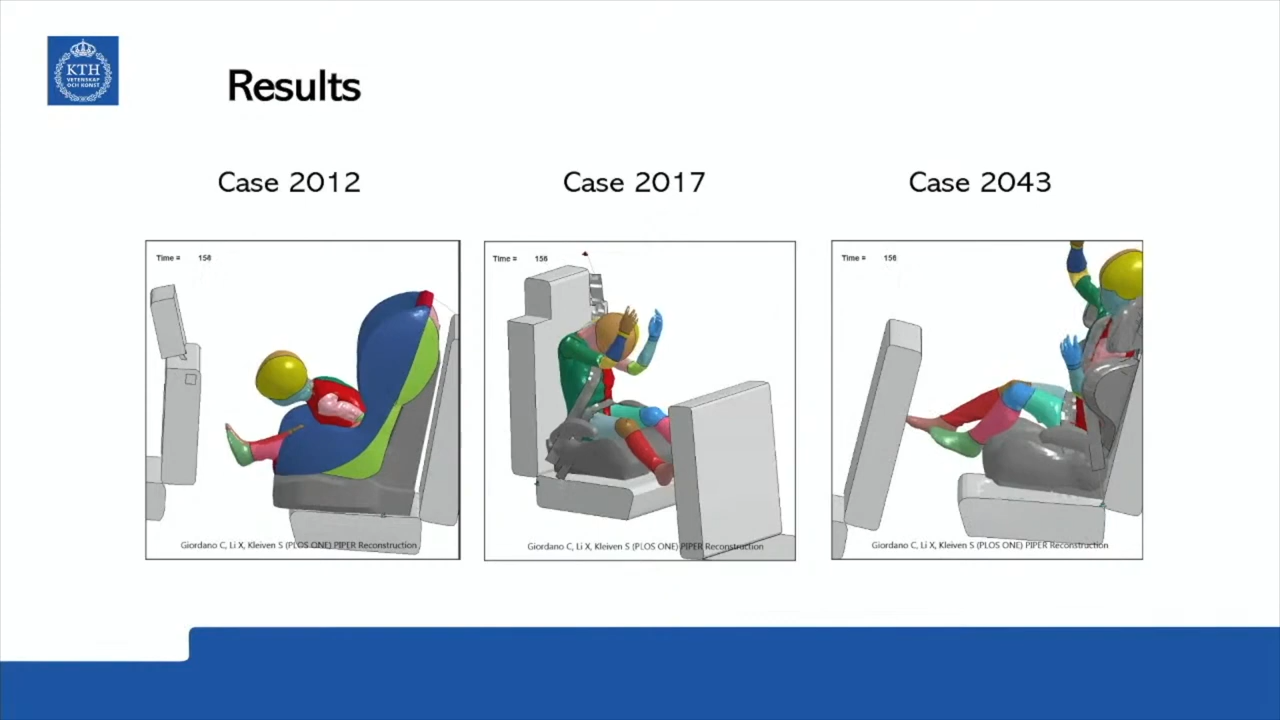 KTH
VETENSKAP
OCH KONST
Results
Case 2012
Case 2017
Case 2043
Time = 158
Time = 156
Time = 156
Giordano C, Li X, Kleiven S (PLOS ONE) PIPER Reconstruction
Giordano C, Li X, Kleiven S (PLOS ONE) PIPER Reconstruction
Giordano C, Li X, Kleiven S (PLOS ONE) PIPER Reconstruction